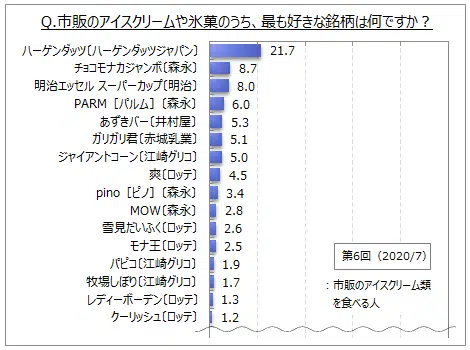 Q.市販のアイスクリームや氷菓のうち、最も好きな銘柄は何ですか？
ハーゲンダッツ〔ハーゲンダッツジャパン〕 21.7
チョコモナカジャンボ〔森永〕 8.7
明治エッセル スーパーカップ〔明治〕 8.0
PARM［パルム］〔森永〕 6.0
あずきバー〔井村屋〕 5.3
ガリガリ君〔赤城乳業〕 5.1
ジャイアントコーン〔江崎グリコ〕 5.0
爽〔ロッテ〕 4.5
pino［ピノ］〔森永〕 3.4
MOW〔森永〕 2.8
雪見だいふく〔ロッテ〕 2.6
モナ王〔ロッテ〕 2.5
パピコ〔江崎グリコ〕 1.9
牧場しぼり〔江崎グリコ〕 1.7
レディーボーデン〔ロッテ〕 1.3
クーリッシュ〔ロッテ〕 1.2
第6回（2020/7）
：市販のアイスクリーム類
を食べる人